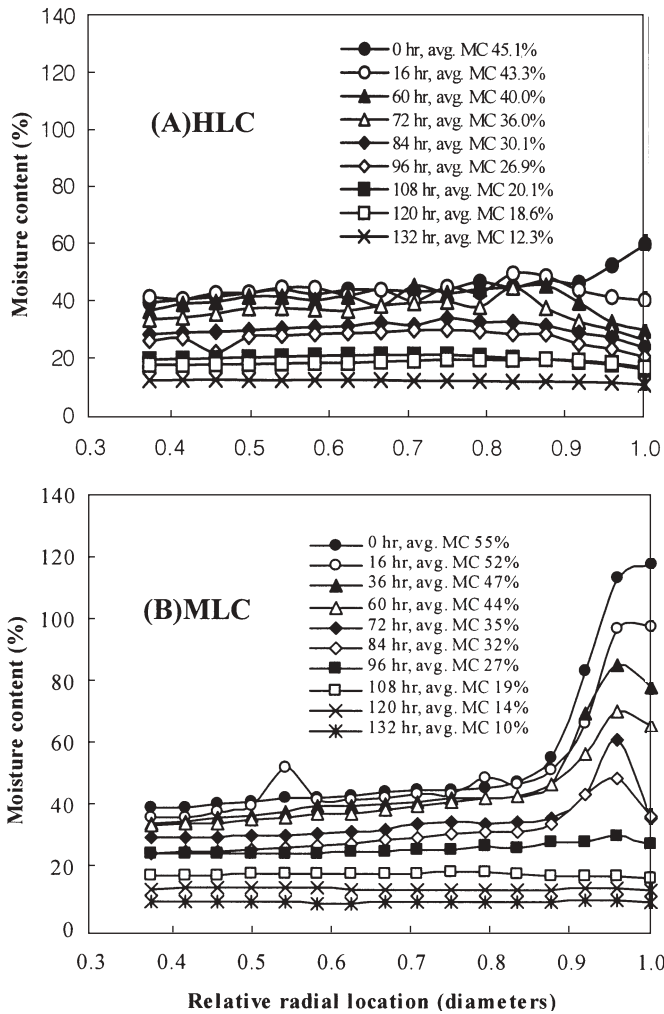 140
120
100
80
60
40
20
0
Moisture content (%)
(A)HLC
0 hr, avg. MC 45.1%
16 hr, avg. MC 43.3%
60 hr, avg. MC 40.0%
72 hr, avg. MC 36.0%
84 hr, avg. MC 30.1%
96 hr, avg. MC 26.9%
108 hr, avg. MC 20.1%
120 hr, avg. MC 18.6%
132 hr, avg. MC 12.3%
0.3 0.4 0.5 0.6 0.7 0.8 0.9 1.0
140
120
100
80
60
40
20
0
Moisture content (%)
(B)MLC
0 hr, avg. MC 55%
16 hr, avg. MC 52%
36 hr, avg. MC 47%
60 hr, avg. MC 44%
72 hr, avg. MC 35%
84 hr, avg. MC 32%
96 hr, avg. MC 27%
108 hr, avg. MC 19%
120 hr, avg. MC 14%
132 hr, avg. MC 10%
0.3 0.4 0.5 0.6 0.7 0.8 0.9 1.0
Relative radial location (diameters)